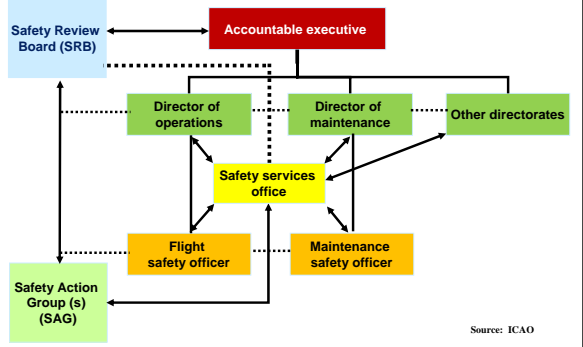 Safety Review
Board (SRB)
Accountable executive
Director of
operations
Director of
maintenance
Other directorates
Safety services
office
Flight
safety officer
Maintenance
safety officer
Safety Action
Group (s)
(SAG)
Source: ICAO